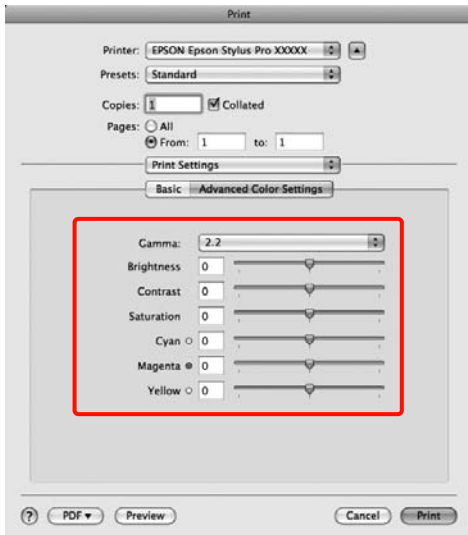 Print
Printer: EPSON Epson Stylus Pro XXXXX
Presets: Standard
Copies: 1 Collated
Pages: All
From: 1 to: 1
Print Settings
Basic Advanced Color Settings
Gamma: 2.2
Brightness 0
Contrast 0
Saturation 0
Cyan 0
Magenta 0
Yellow 0
? PDF Preview Cancel Print